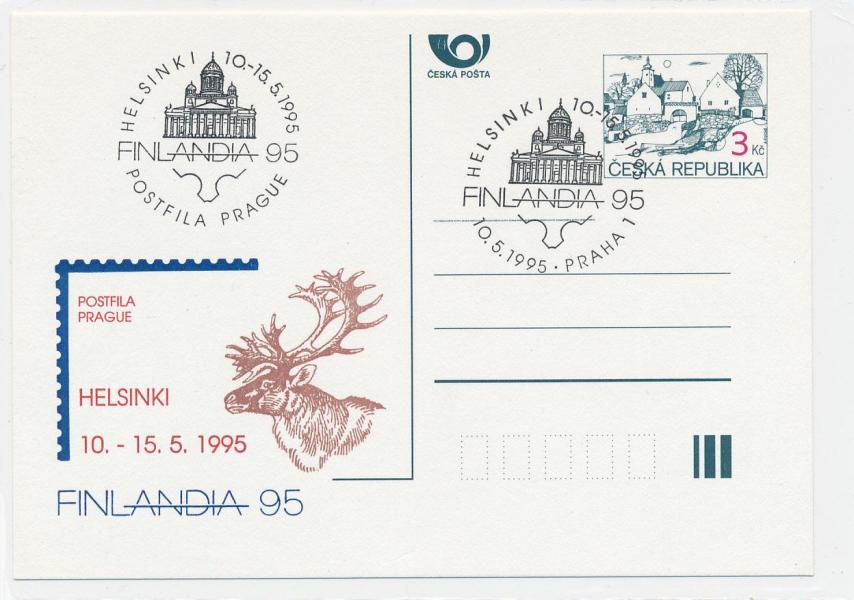 HELSINKI 10.-15.5.1995
FINLANDIA 95
POSTFILA PRAGUE
ČESKÁ POŠTA
3 Kč
ČESKÁ REPUBLIKA
HELSINKI 10.-15.5.1995
FINLANDIA 95
10.5.1995 · PRAHA 1
POSTFILA
PRAGUE
HELSINKI
10. - 15. 5. 1995
FINLANDIA 95